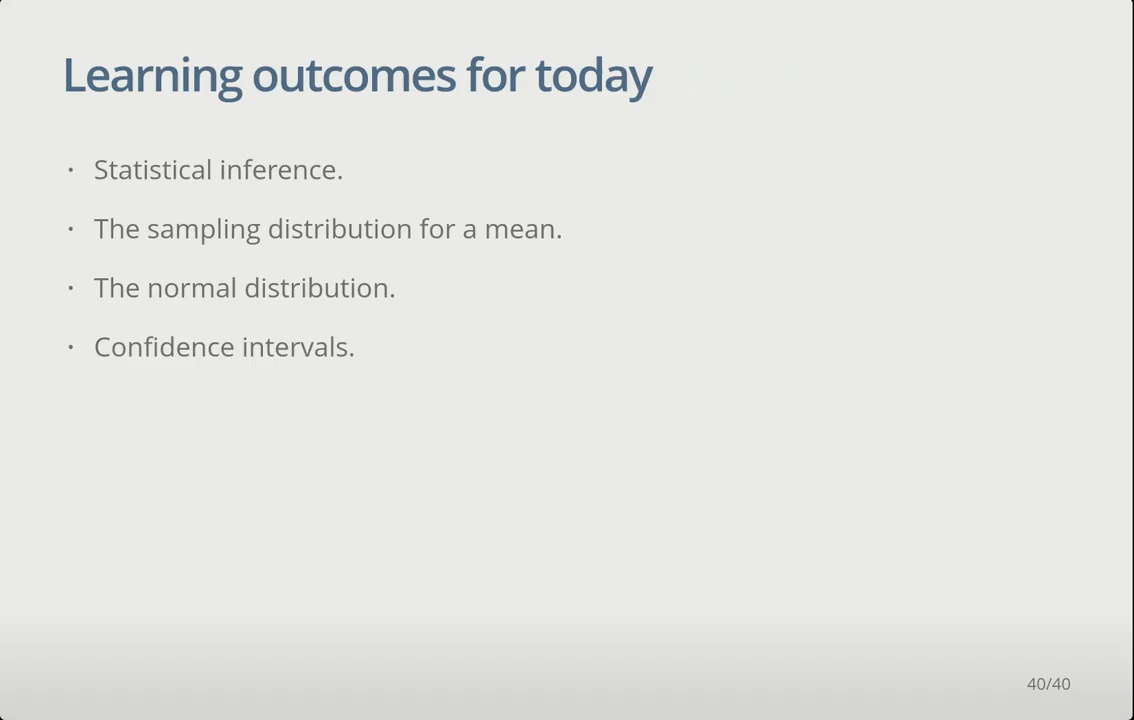 Learning outcomes for today
· Statistical inference.
· The sampling distribution for a mean.
· The normal distribution.
· Confidence intervals.
40/40